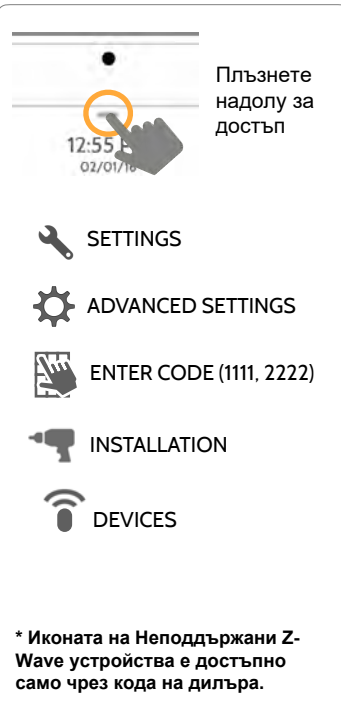 Плъзнете
надолу за
достъп
12:55
02/01/16
SETTINGS
ADVANCED SETTINGS
ENTER CODE (1111, 2222)
INSTALLATION
DEVICES
* Иконата на Неподдържани Z-
Wave устройства е достъпно
само чрез кода на дилъра.